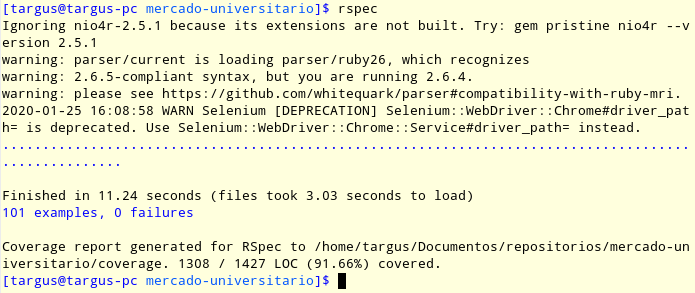 [targus@targus-pc mercado-universitario]$ rspec
Ignoring nio4r-2.5.1 because its extensions are not built. Try: gem pristine nio4r --v
ersion 2.5.1
warning: parser/current is loading parser/ruby26, which recognizes
warning: 2.6.5-compliant syntax, but you are running 2.6.4.
warning: please see https://github.com/whitequark/parser#compatibility-with-ruby-mri.
2020-01-25 16:08:58 WARN Selenium [DEPRECATION] Selenium::WebDriver::Chrome#driver_pat
h= is deprecated. Use Selenium::WebDriver::Chrome::Service#driver_path= instead.
......................................................................................
...............
Finished in 11.24 seconds (files took 3.03 seconds to load)
101 examples, 0 failures
Coverage report generated for RSpec to /home/targus/Documentos/repositorios/mercado-un
iversitario/coverage. 1308 / 1427 LOC (91.66%) covered.
[targus@targus-pc mercado-universitario]$